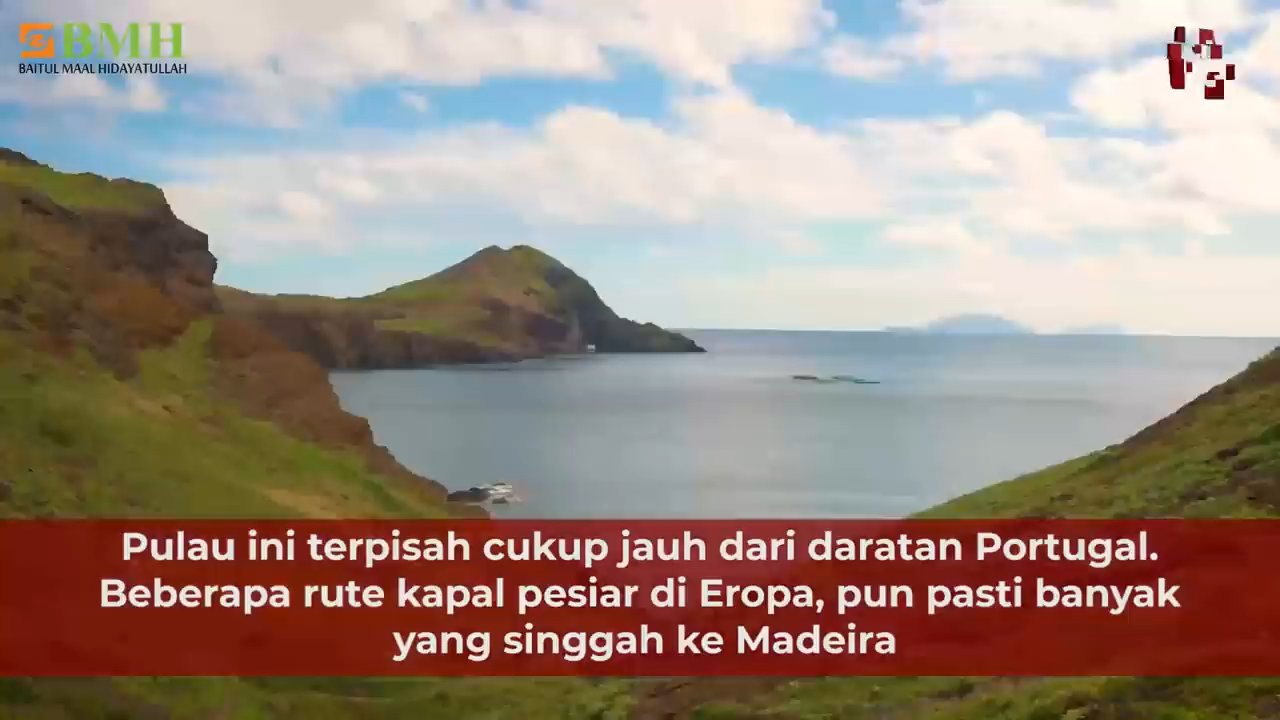 BMH
BAITUL MAAL HIDAYATULLAH
Pulau ini terpisah cukup jauh dari daratan Portugal.
Beberapa rute kapal pesiar di Eropa, pun pasti banyak
yang singgah ke Madeira